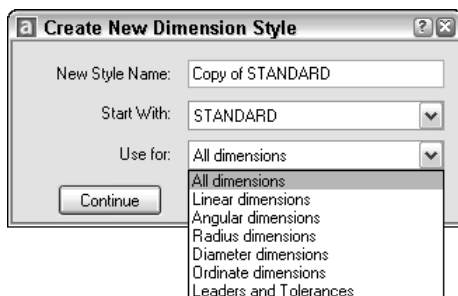 a Create New Dimension Style ? X
New Style Name: Copy of STANDARD
Start With: STANDARD
Use for: All dimensions
All dimensions
Continue Linear dimensions
Angular dimensions
Radius dimensions
Diameter dimensions
Ordinate dimensions
Leaders and Tolerances